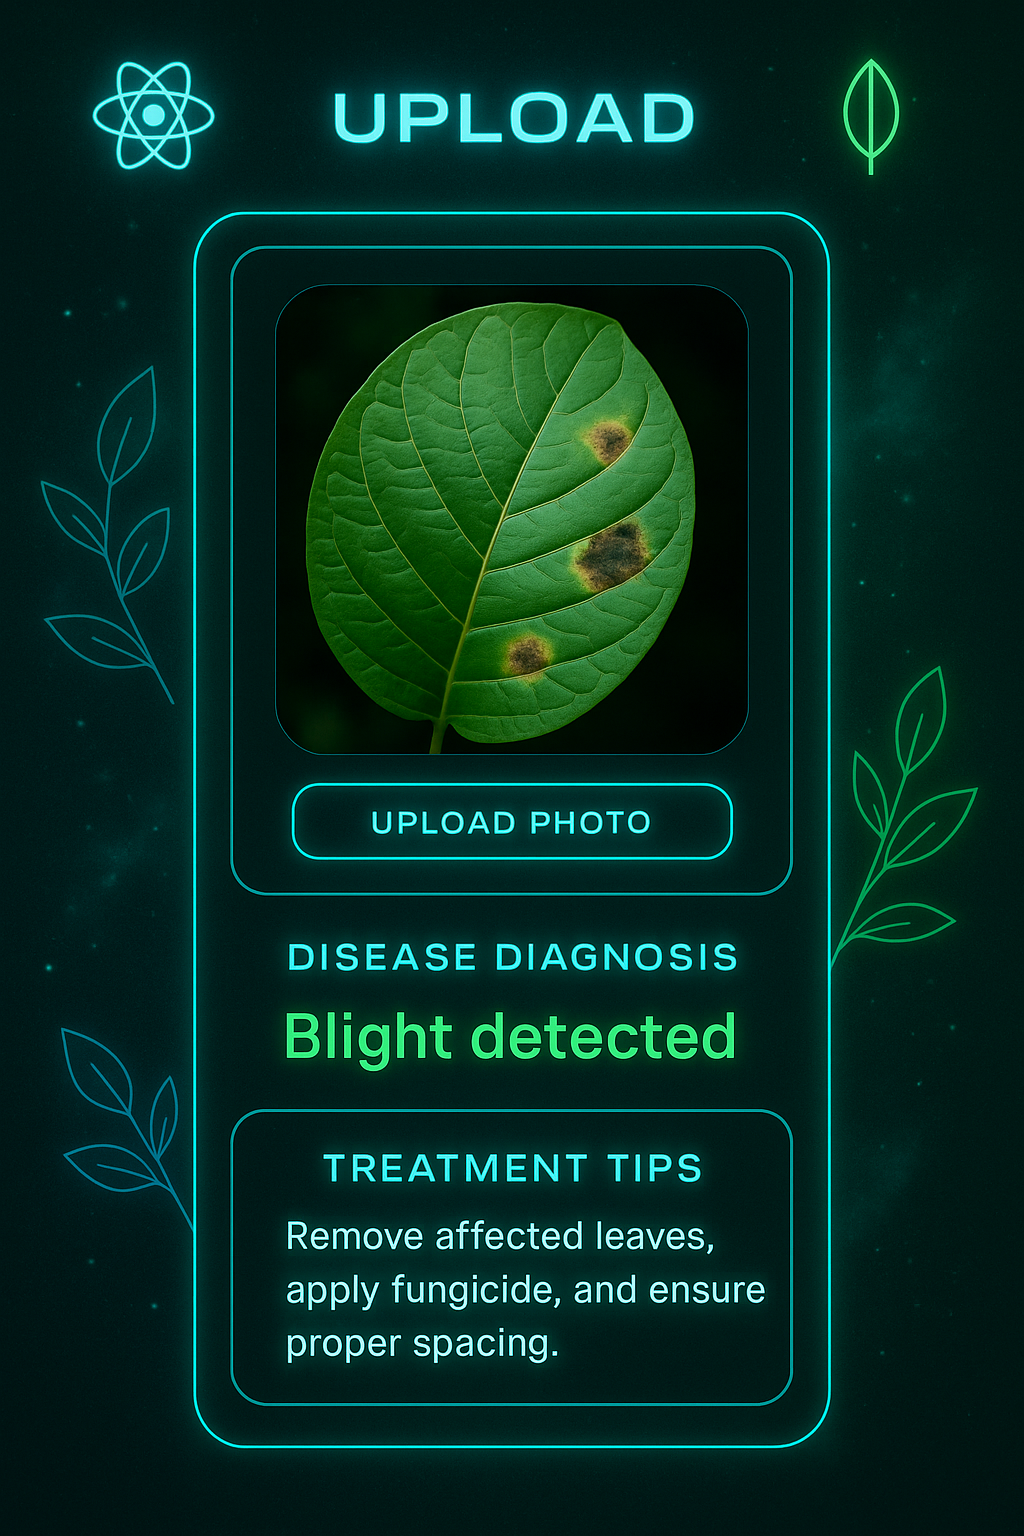 UPLOAD
UPLOAD PHOTO
DISEASE DIAGNOSIS
Blight detected
TREATMENT TIPS
Remove affected leaves,
apply fungicide, and ensure
proper spacing.